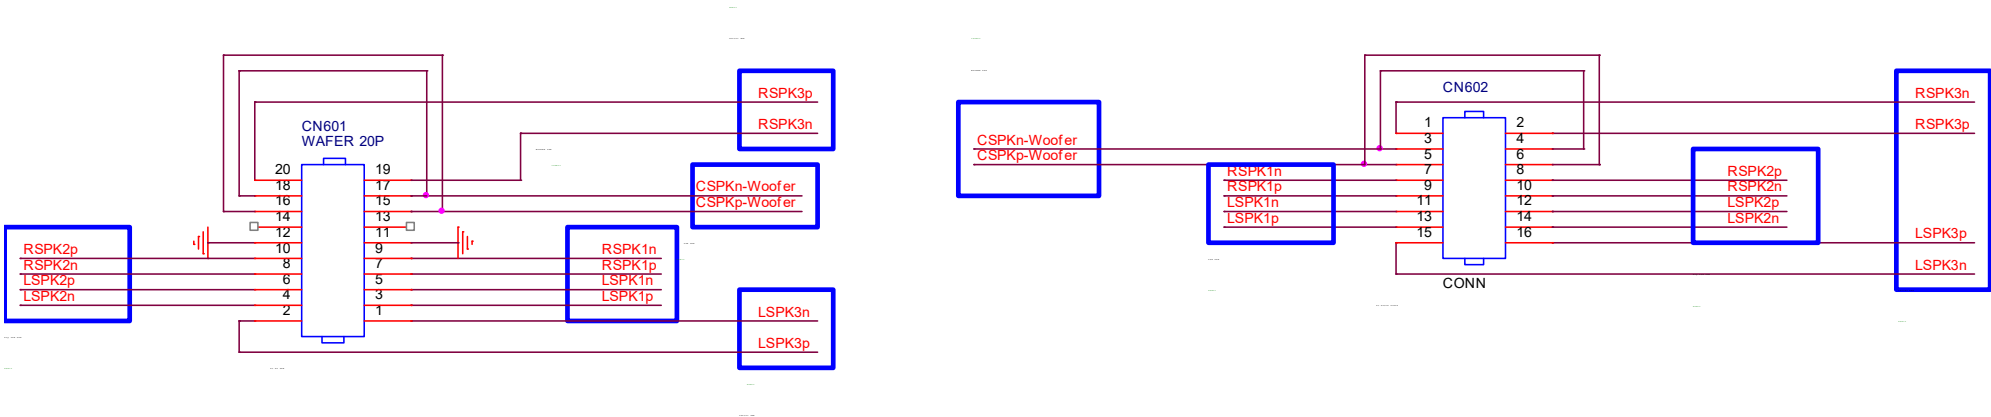 RSPK3p
RSPK3n
CN601
WAFER 20P
20 19
18 17
16 15
14 13
12 11
10 9
8 7
6 5
4 3
2 1
CSPKn-Woofer
CSPKp-Woofer
RSPK2p
RSPK2n
LSPK2p
LSPK2n
RSPK1n
RSPK1p
LSPK1n
LSPK1p
LSPK3n
LSPK3p
CN602
RSPK3n
RSPK3p
CSPKn-Woofer
CSPKp-Woofer
1 2
3 4
5 6
7 8
9 10
11 12
13 14
15 16
RSPK1n
RSPK1p
LSPK1n
LSPK1p
RSPK2p
RSPK2n
LSPK2p
LSPK2n
LSPK3p
LSPK3n
CONN